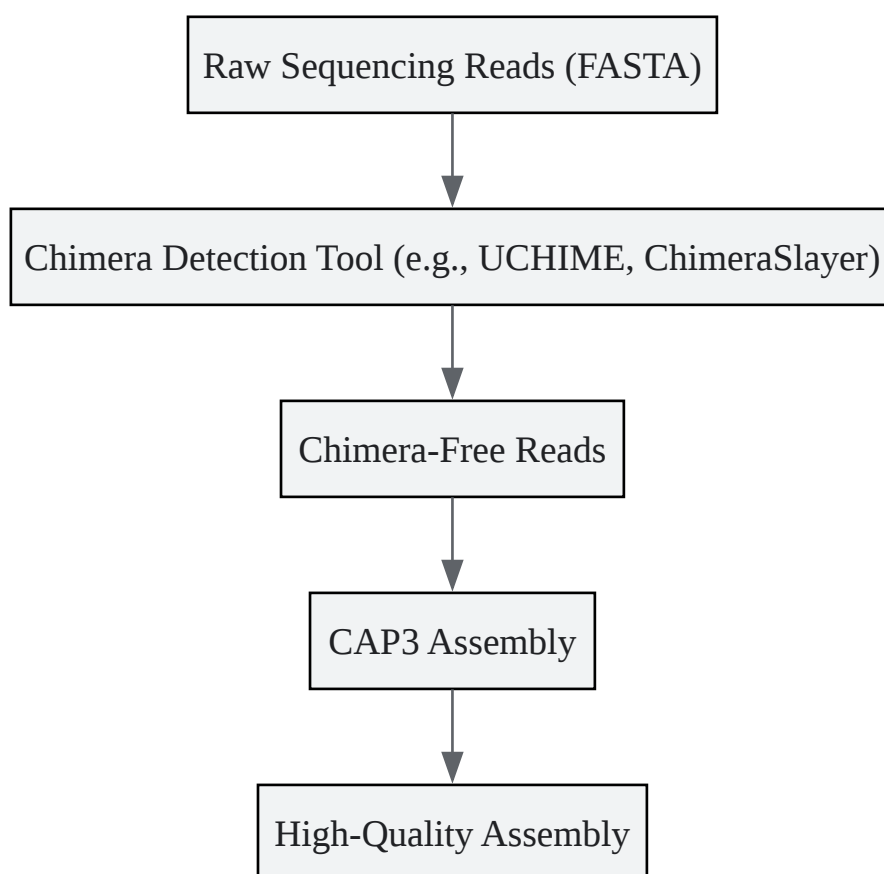 Raw Sequencing Reads (FASTA)
Chimera Detection Tool (e.g., UCHIME, ChimeraSlayer)
Chimera-Free Reads
CAP3 Assembly
High-Quality Assembly